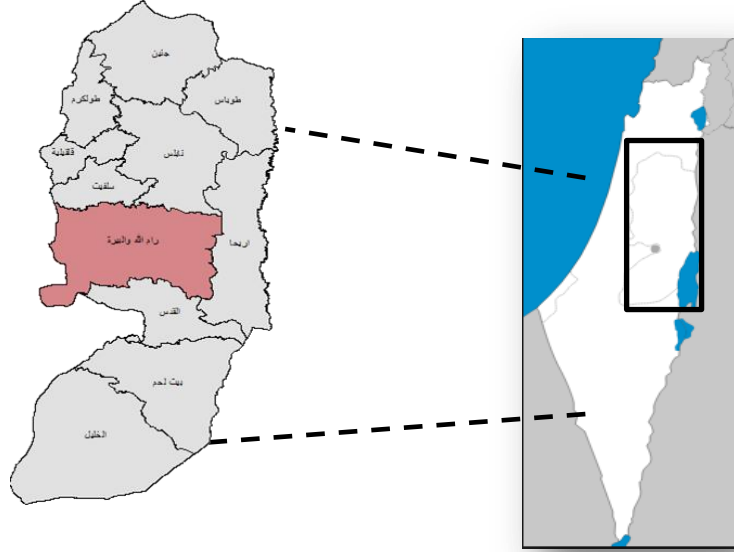 جنين
طوباس
طولكرم
قلقيلية
نابلس
سلفيت
رام الله والبيرة
اريحا
القدس
بيت لحم
الخليل